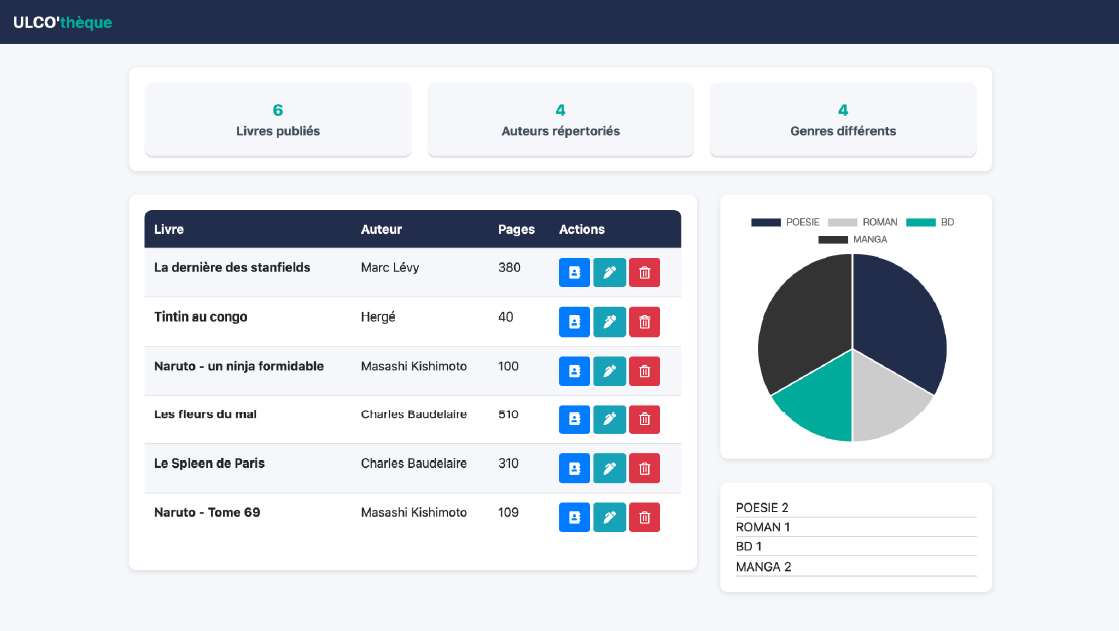 ULCO'thèque
6
Livres publiés
4
Auteurs répertoriés
4
Genres différents
Livre Auteur Pages Actions
La dernière des stanfields Marc Lévy 380
Tintin au congo Hergé 40
Naruto - un ninja formidable Masashi Kishimoto 100
Les fleurs du mal Charles Baudelaire 510
Le Spleen de Paris Charles Baudelaire 310
Naruto - Tome 69 Masashi Kishimoto 109
POESIE ROMAN BD
MANGA
POESIE 2
ROMAN 1
BD 1
MANGA 2